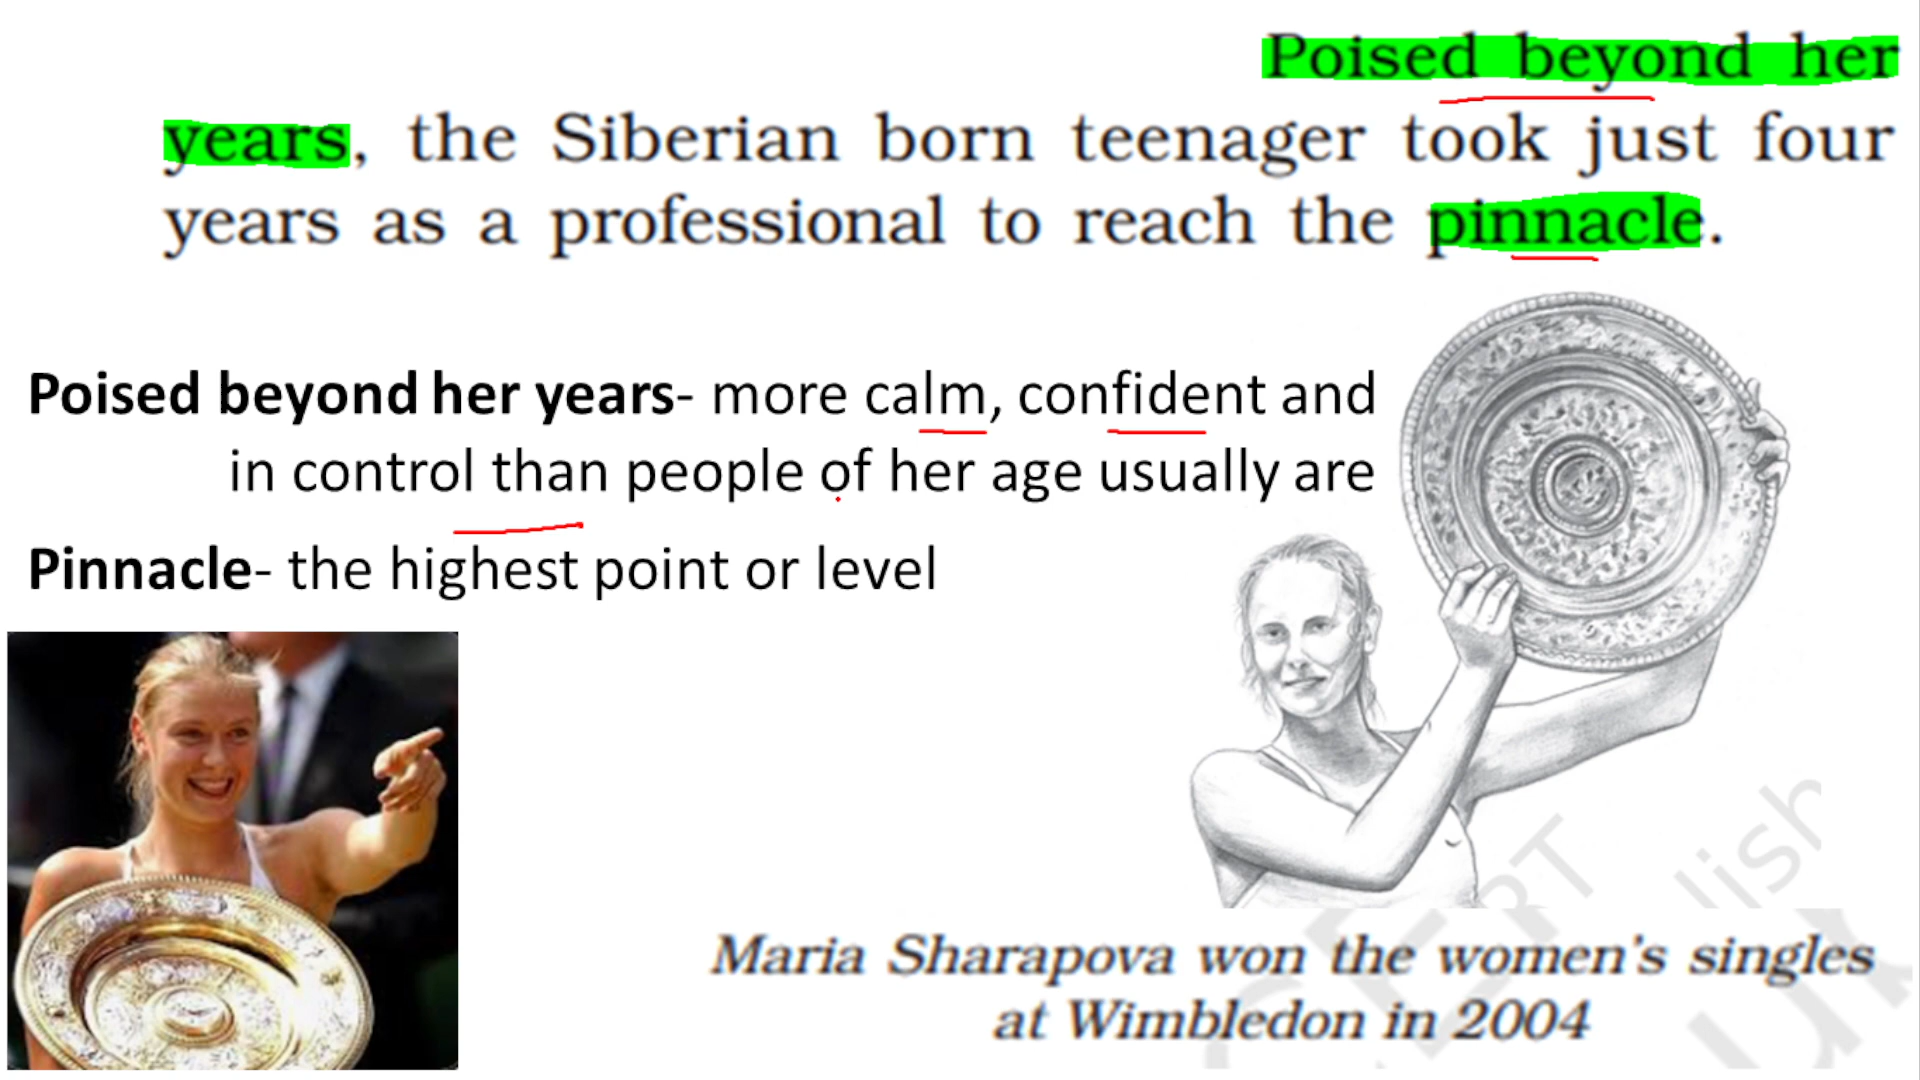 Poised beyond her
years, the Siberian born teenager took just four
years as a professional to reach the pinnacle.
Poised beyond her years- more calm, confident and
in control than people of her age usually are
Pinnacle- the highest point or level
Maria Sharapova won the women's singles
at Wimbledon in 2004